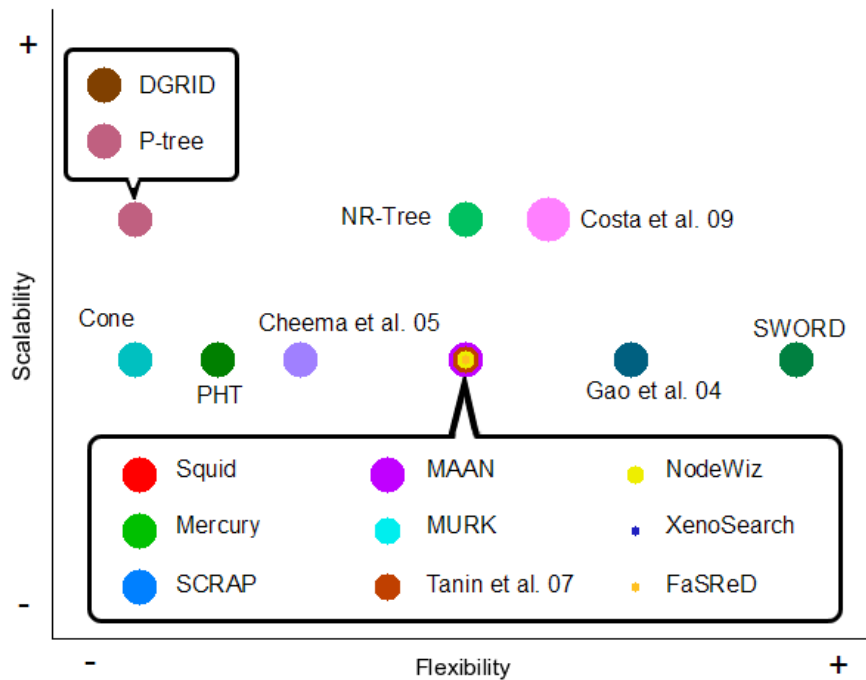 +
DGRID
P-tree
NR-Tree
Costa et al. 09
Scalability
Cone
Cheema et al. 05
SWORD
PHT
Gao et al. 04
Squid
MAAN
NodeWiz
Mercury
MURK
XenoSearch
SCRAP
Tanin et al. 07
FaSReD
-
-
Flexibility
+